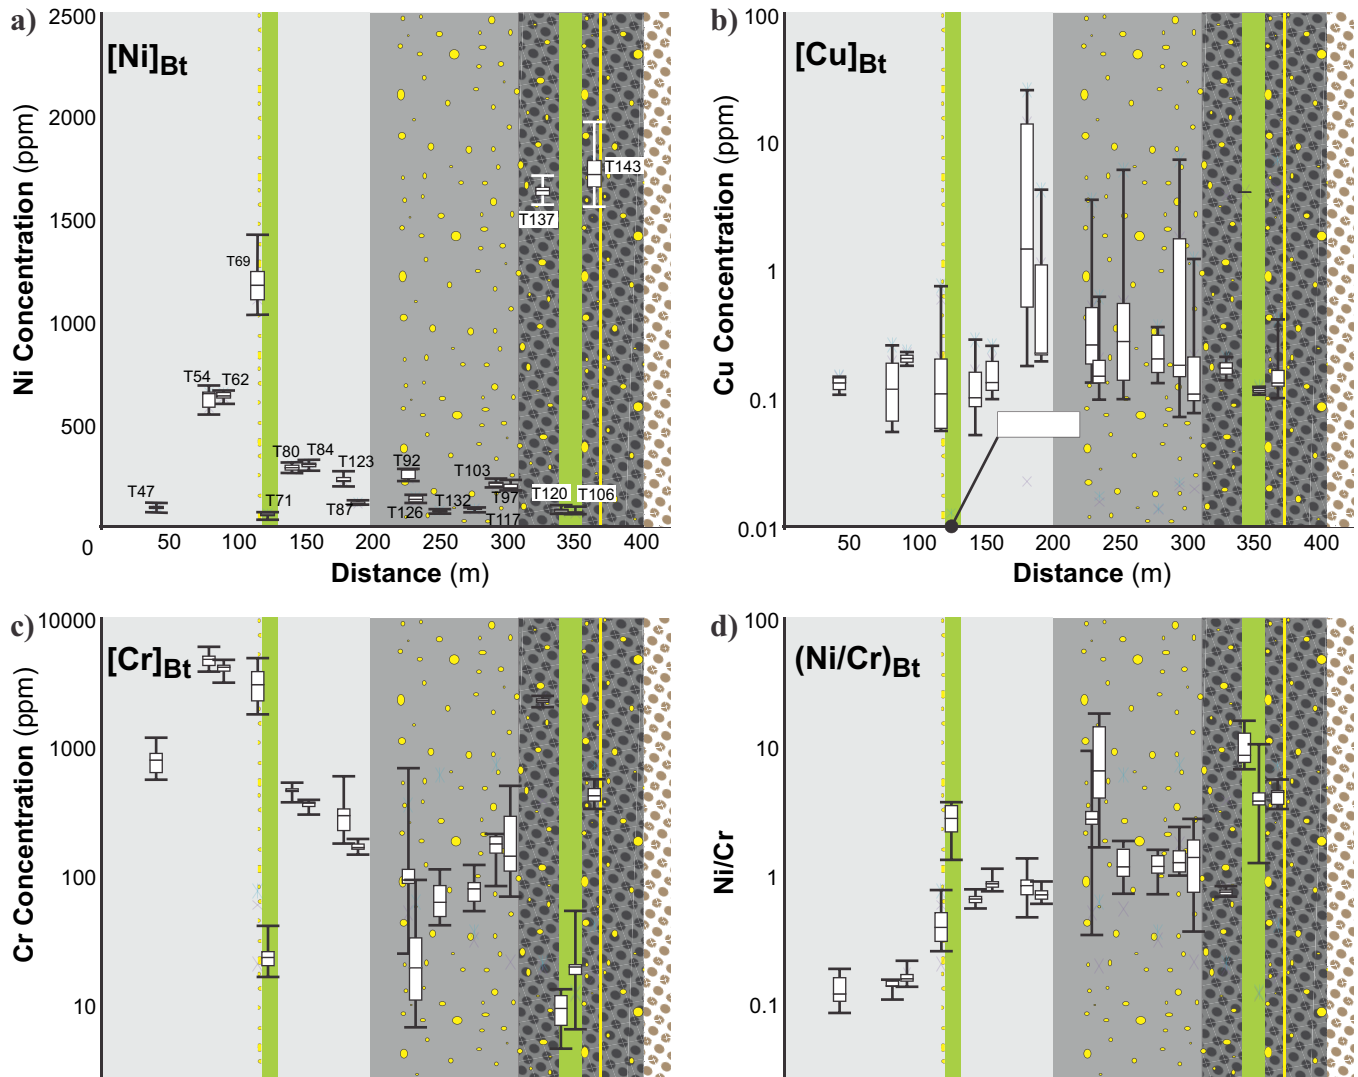 a)
[Ni]Bt
Ni Concentration (ppm)
2500
2000
1500
1000
500
0
50
100
150
200
250
300
350
400
Distance (m)
T47
T54
T62
T69
T71
T80
T84
T123
T87
T92
T126
T132
T103
T97
T117
T120
T106
T137
T143
b)
[Cu]Bt
Cu Concentration (ppm)
100
10
1
0.1
0.01
50
100
150
200
250
300
350
400
Distance (m)
c)
[Cr]Bt
Cr Concentration (ppm)
10000
1000
100
10
d)
(Ni/Cr)Bt
Ni/Cr
100
10
1
0.1